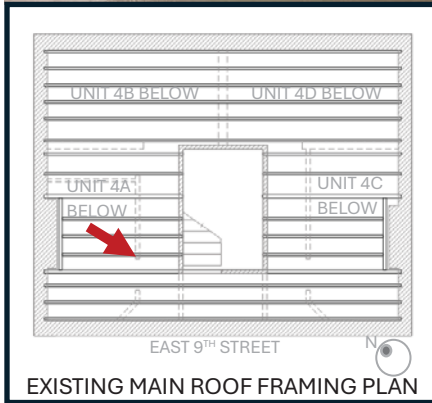 UNIT 4B BELOW
UNIT 4D BELOW
UNIT 4A
BELOW
UNIT 4C
BELOW
EAST 9TH STREET
N
EXISTING MAIN ROOF FRAMING PLAN